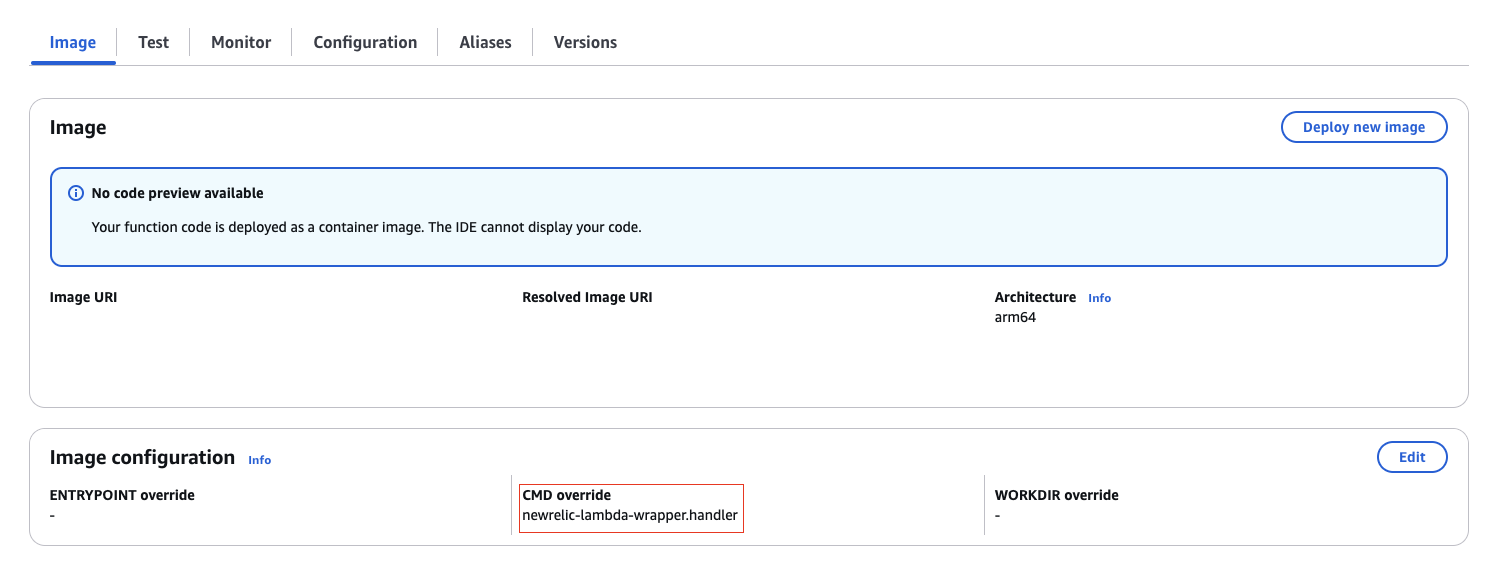 Image
Test
Monitor
Configuration
Aliases
Versions
Image
Deploy new image
No code preview available
Your function code is deployed as a container image. The IDE cannot display your code.
Image URI
Resolved Image URI
Architecture Info
arm64
Image configuration Info
Edit
ENTRYPOINT override
-
CMD override
newrelic-lambda-wrapper.handler
WORKDIR override
-